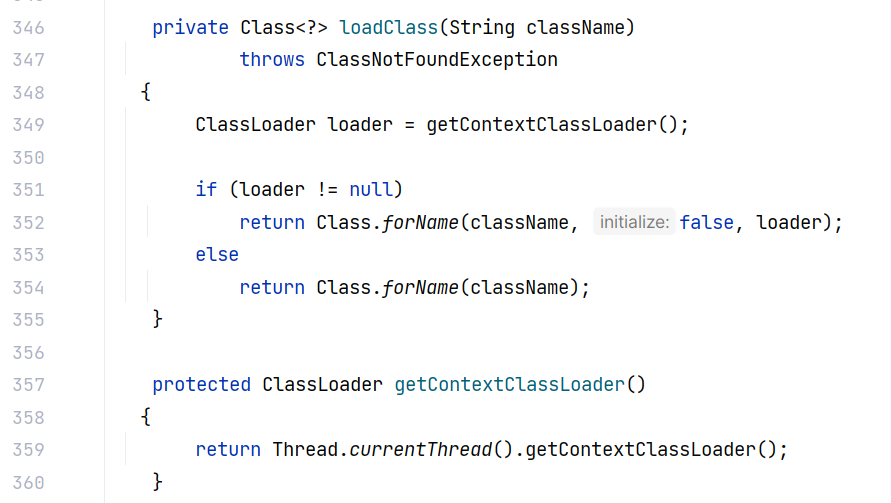 346 private Class<?> loadClass(String className)
347 throws ClassNotFoundException
348 {
349 ClassLoader loader = getContextClassLoader();
350
351 if (loader != null)
352 return Class.forName(className, initialize: false, loader);
353 else
354 return Class.forName(className);
355 }
356
357 protected ClassLoader getContextClassLoader()
358 {
359 return Thread.currentThread().getContextClassLoader();
360 }